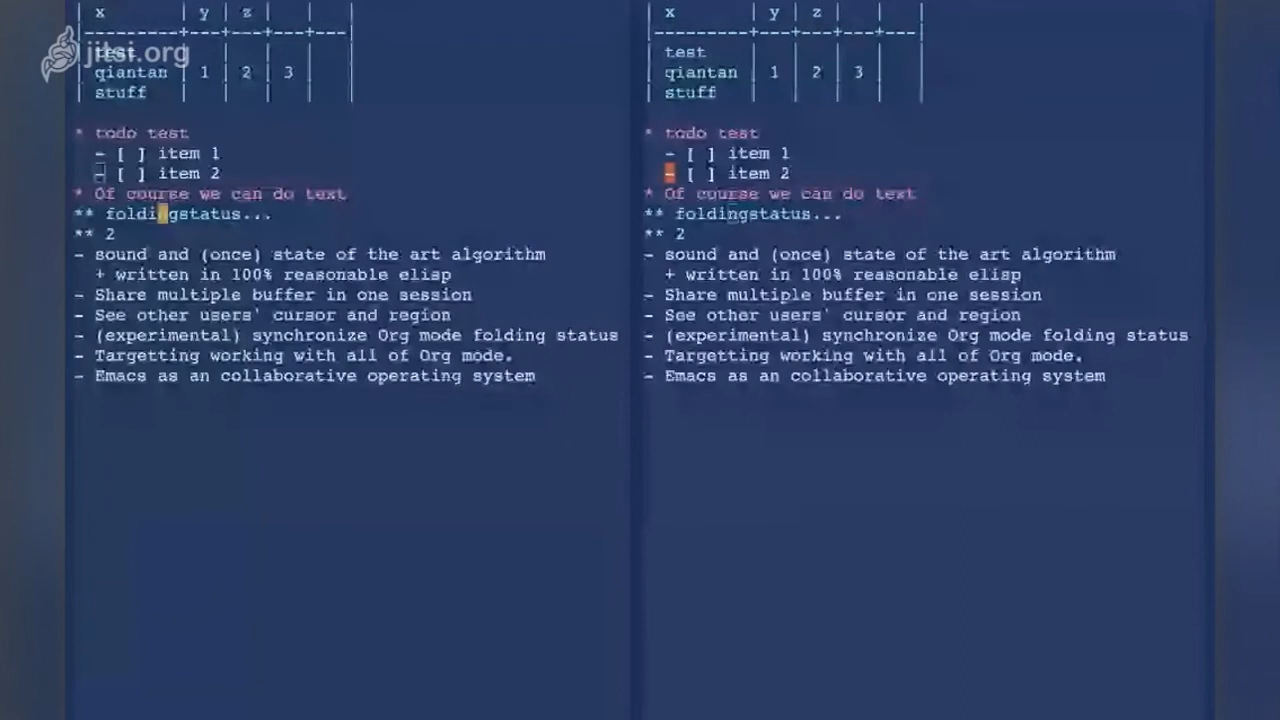 jitsi.org
| x | y | z | | |
|---------+---+---+---+---|
| test | | | | |
| qiantan | 1 | 2 | 3 | |
| stuff | | | | |
* todo test
- [ ] item 1
- [ ] item 2
* Of course we can do text
** foldingstatus...
** 2
- sound and (once) state of the art algorithm
+ written in 100% reasonable elisp
- Share multiple buffer in one session
- See other users' cursor and region
- (experimental) synchronize Org mode folding status
- Targetting working with all of Org mode.
- Emacs as an collaborative operating system
| x | y | z | | |
|---------+---+---+---+---|
| test | | | | |
| qiantan | 1 | 2 | 3 | |
| stuff | | | | |
* todo test
- [ ] item 1
- [ ] item 2
* Of course we can do text
** foldingstatus...
** 2
- sound and (once) state of the art algorithm
+ written in 100% reasonable elisp
- Share multiple buffer in one session
- See other users' cursor and region
- (experimental) synchronize Org mode folding status
- Targetting working with all of Org mode.
- Emacs as an collaborative operating system